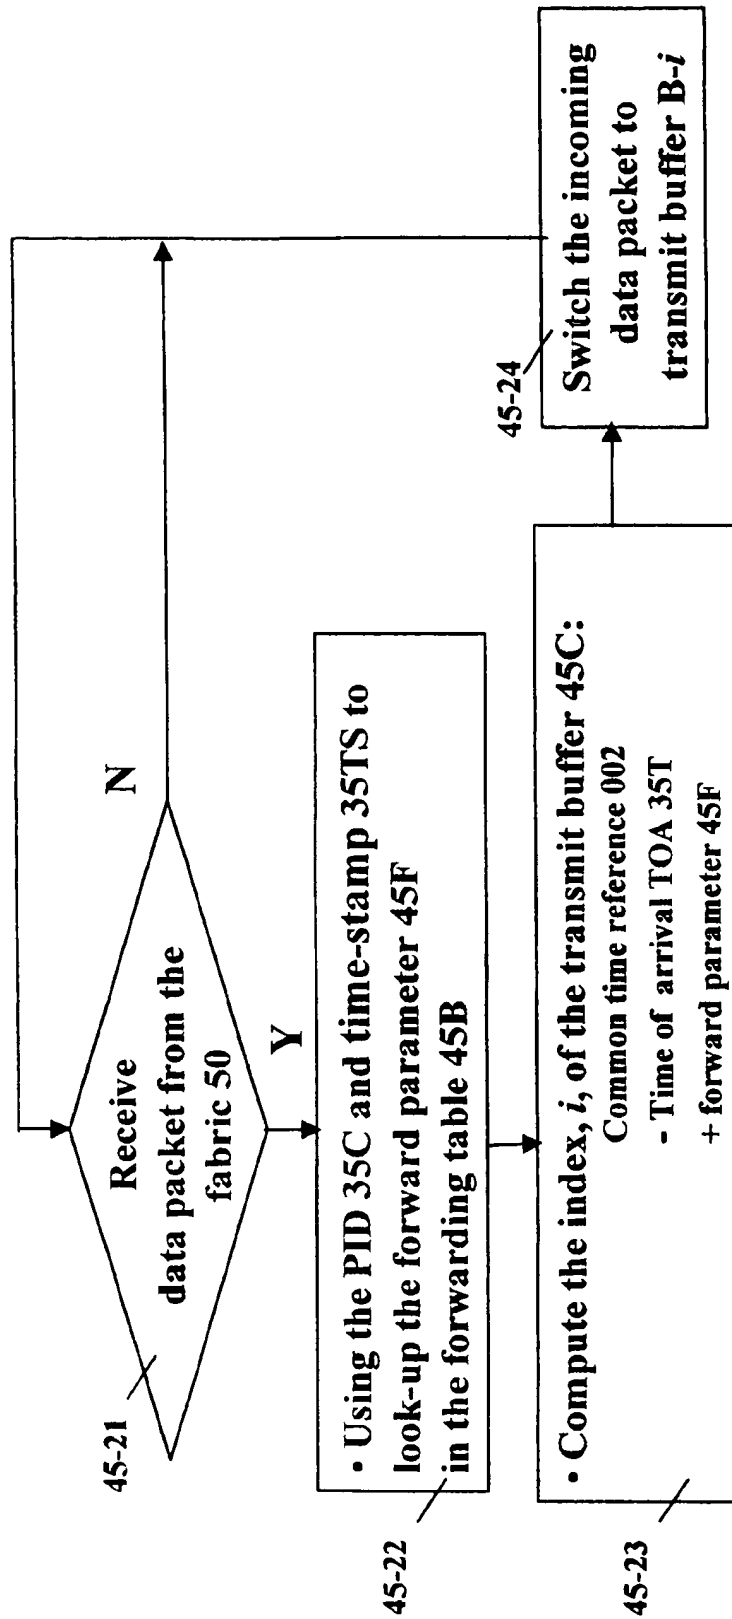 45-21
Receive
data packet from the
fabric 50
N
Y
45-22
• Using the PID 35C and time-stamp 35TS to
look-up the forward parameter 45F
in the forwarding table 45B
45-23
• Compute the index, i, of the transmit buffer 45C:
Common time reference 002
- Time of arrival TOA 35T
+ forward parameter 45F
45-24
Switch the incoming
data packet to
transmit buffer B-i